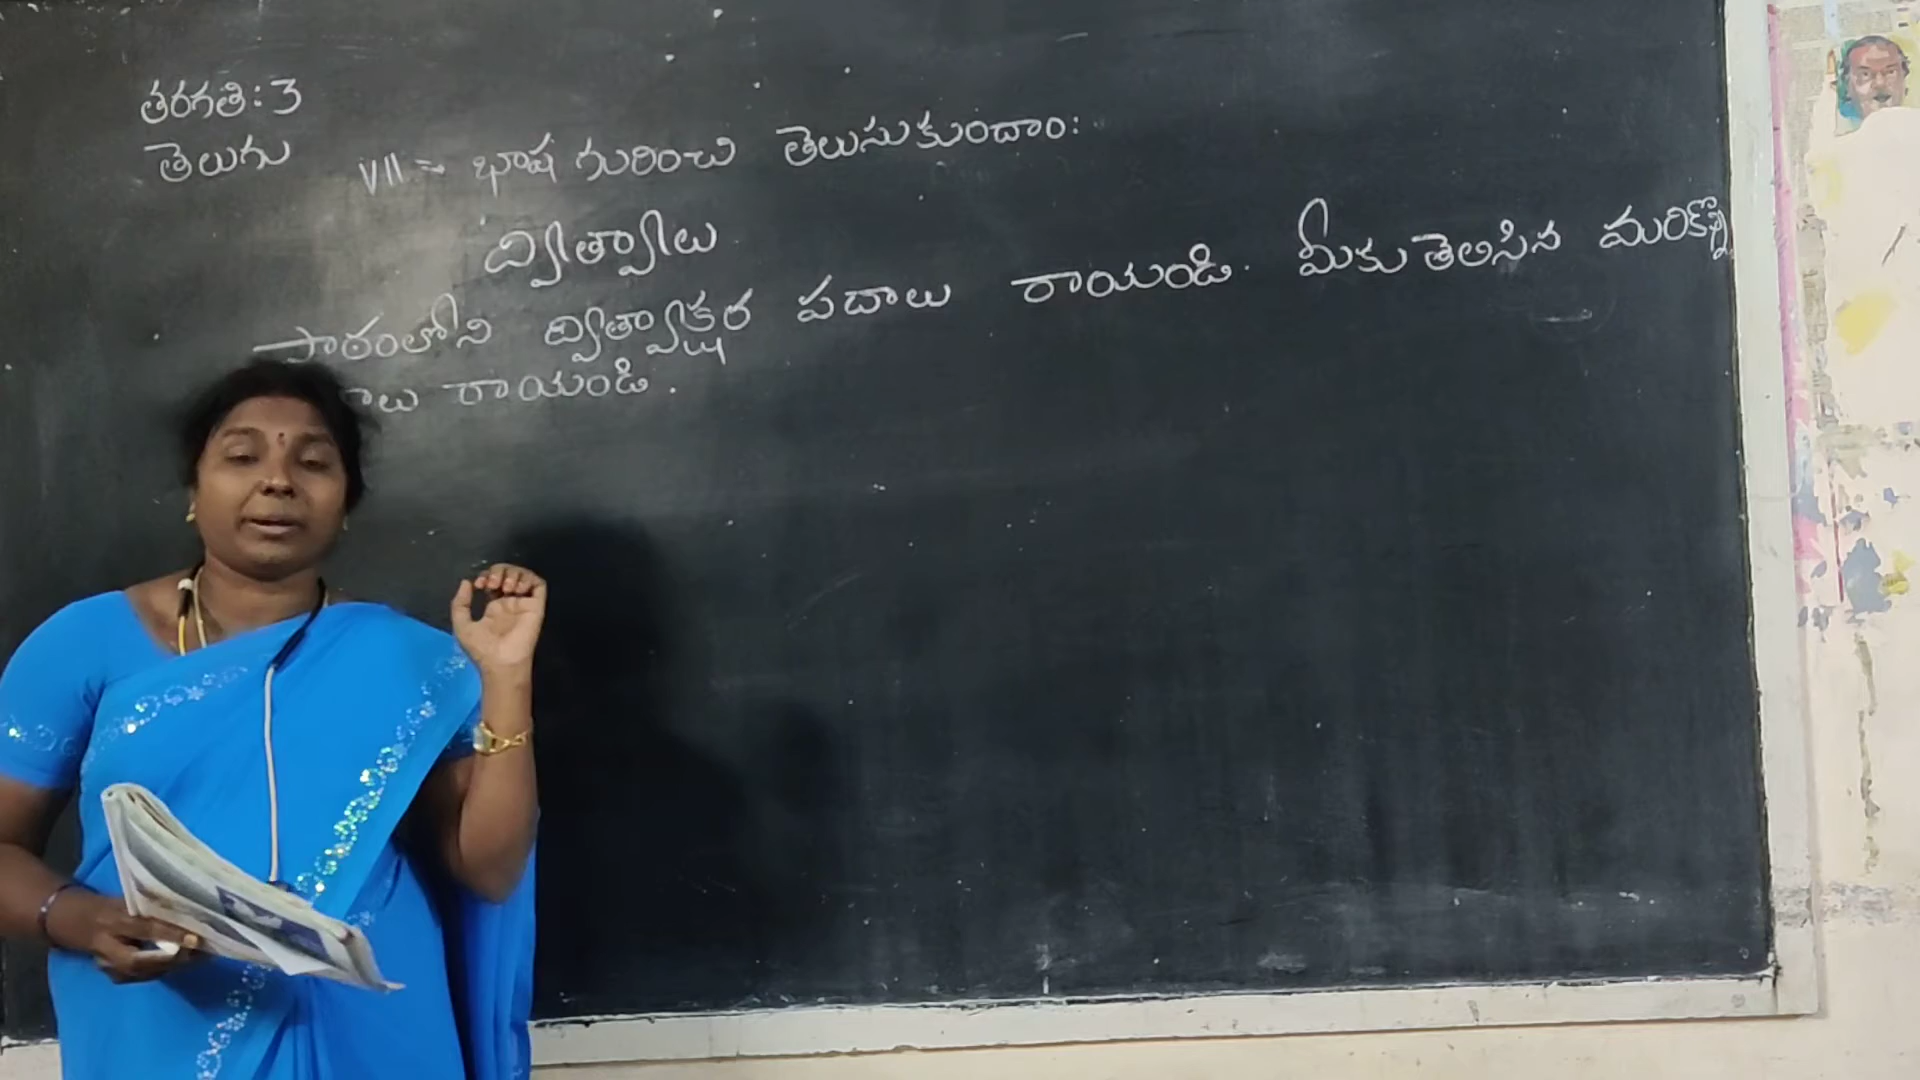 తరగతి: 3
తెలుగు
VII = భాష గురించి తెలుసుకుందాం:
ద్విత్వాలు
పాఠంలోని ద్విత్వాక్షర పదాలు రాయండి. మీకు తెలిసిన మరికొన్ని
రాయండి.